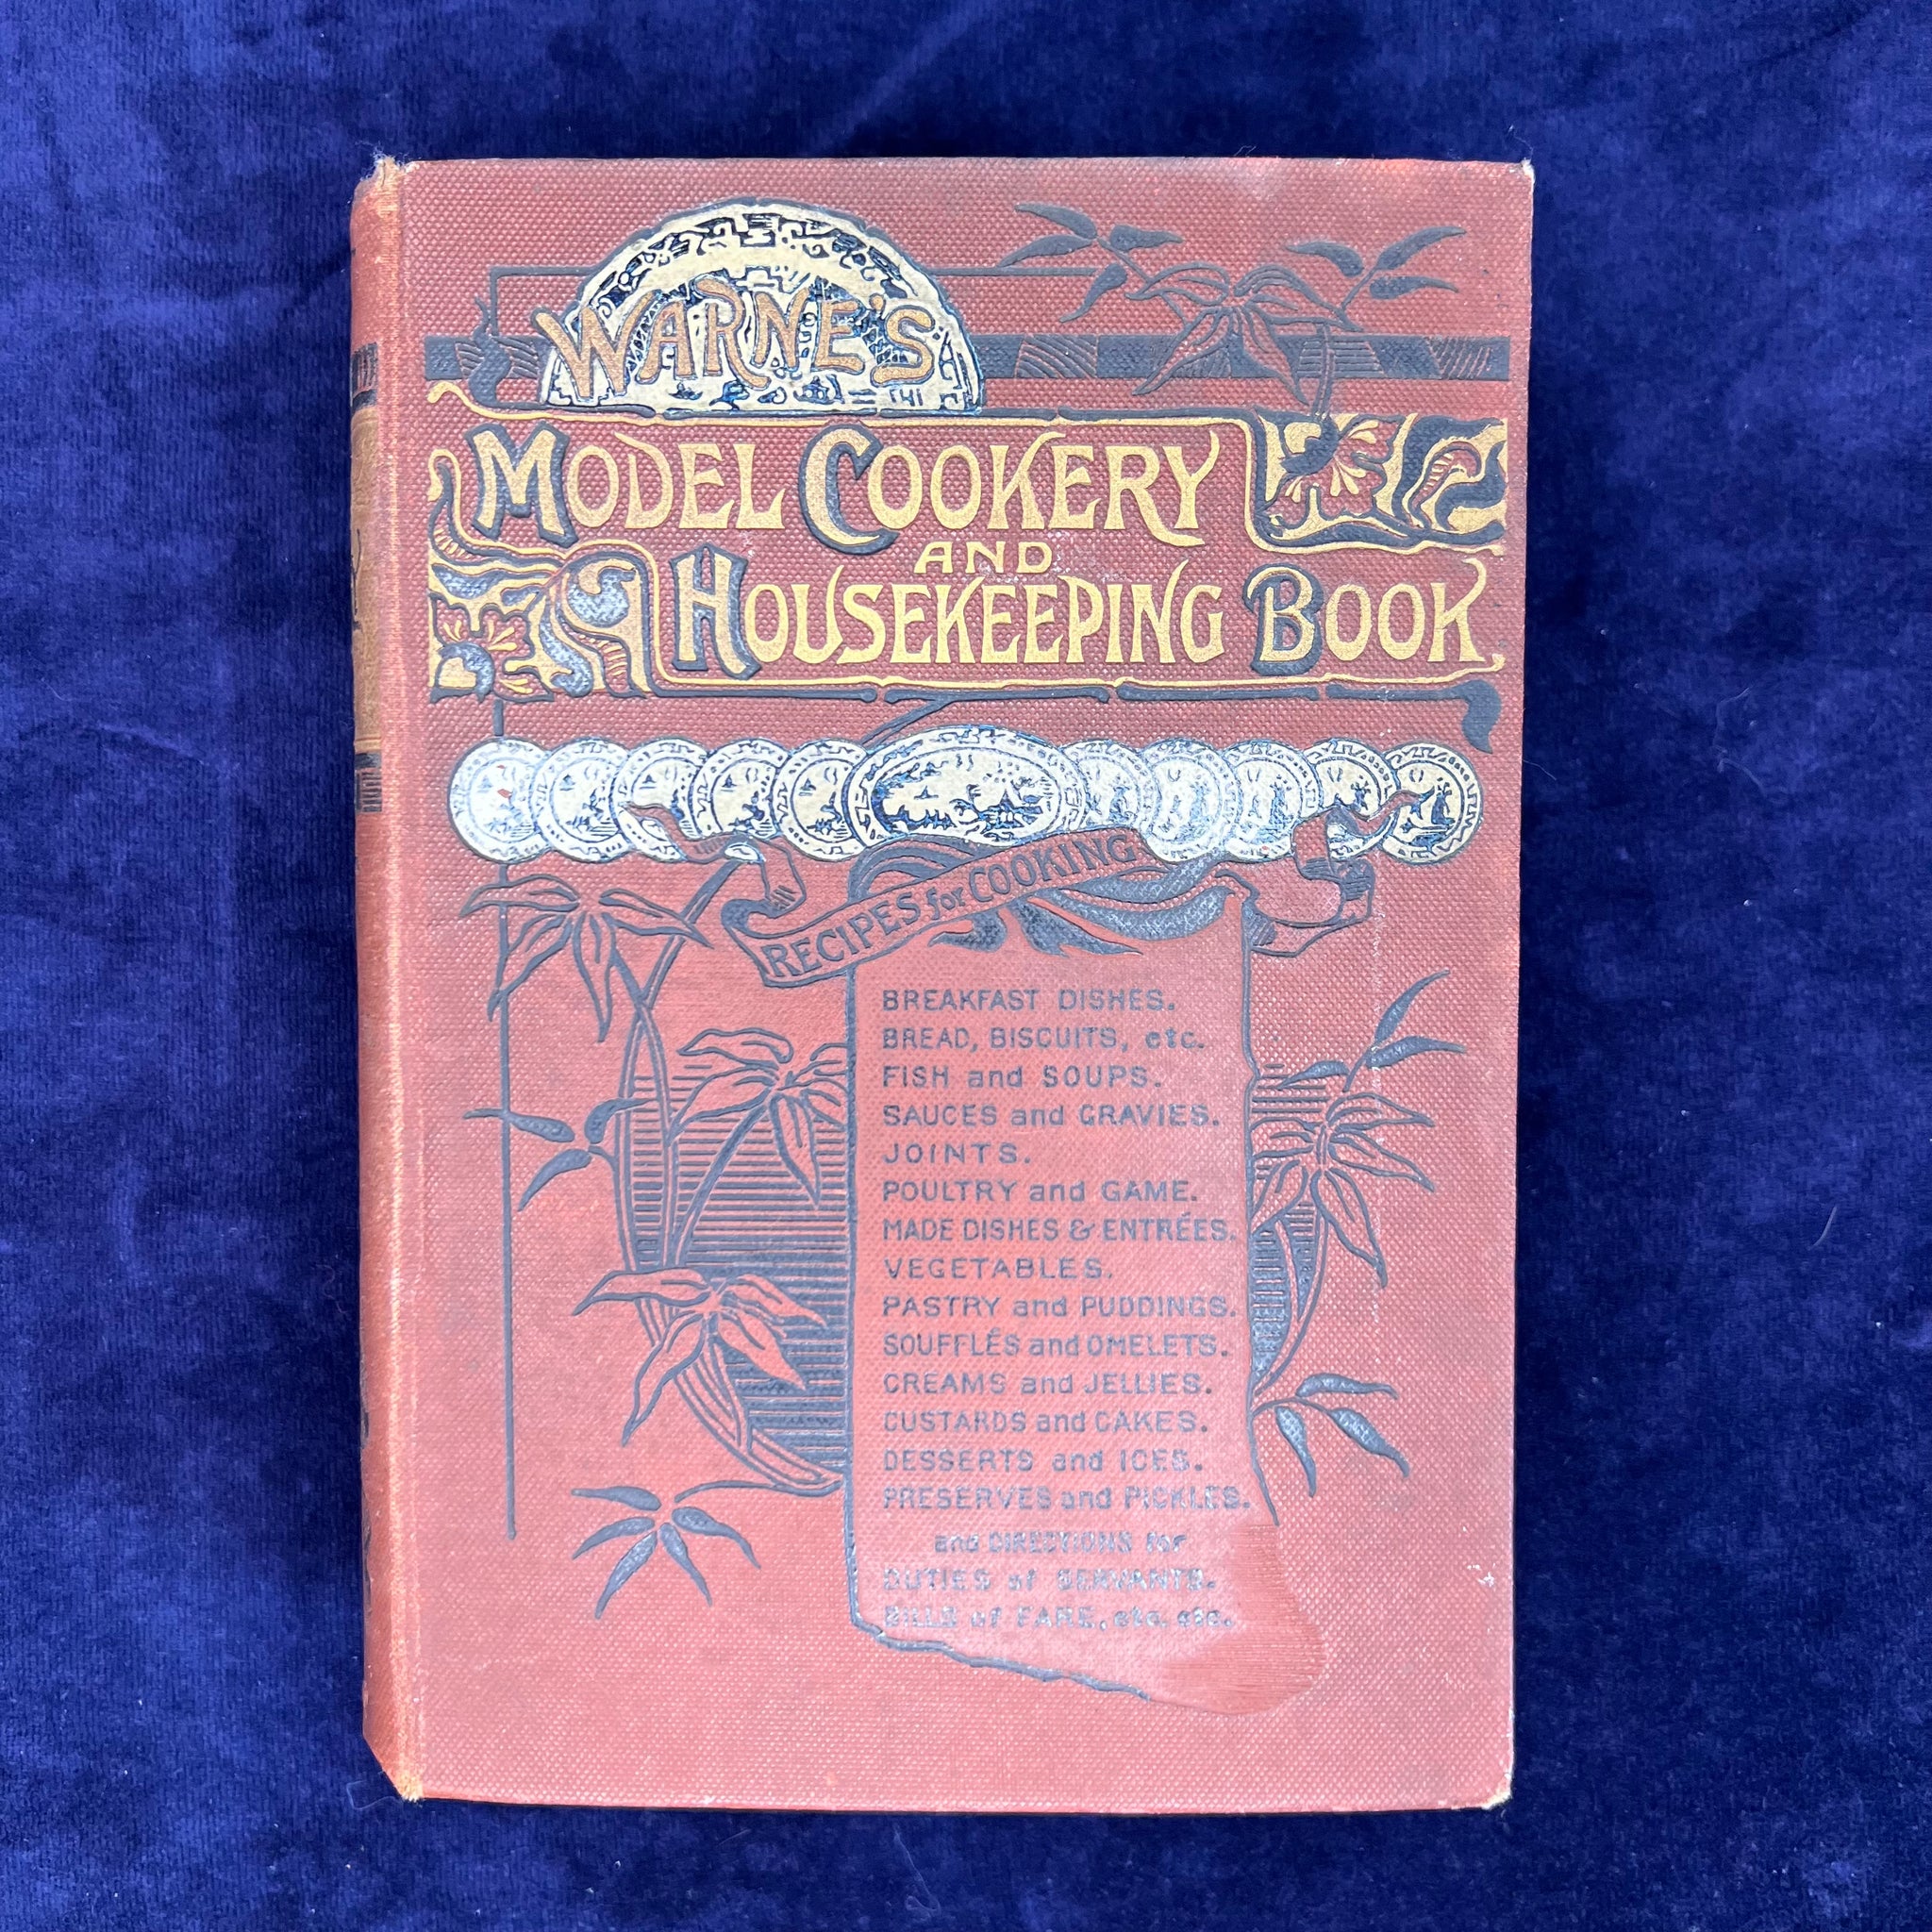 WARNE'S
MODEL COOKERY
AND
HOUSEKEEPING BOOK
RECIPES for COOKING
BREAKFAST DISHES.
BREAD, BISCUITS, etc.
FISH and SOUPS.
SAUCES and GRAVIES.
JOINTS.
POULTRY and GAME.
MADE DISHES & ENTRÉES.
VEGETABLES.
PASTRY and PUDDINGS.
SOUFFLÉS and OMELETS.
CREAMS and JELLIES.
CUSTARDS and CAKES.
DESSERTS and ICES.
PRESERVES and PICKLES.
and DIRECTIONS for
DUTIES of SERVANTS.
BILLS of FARE, etc. etc.